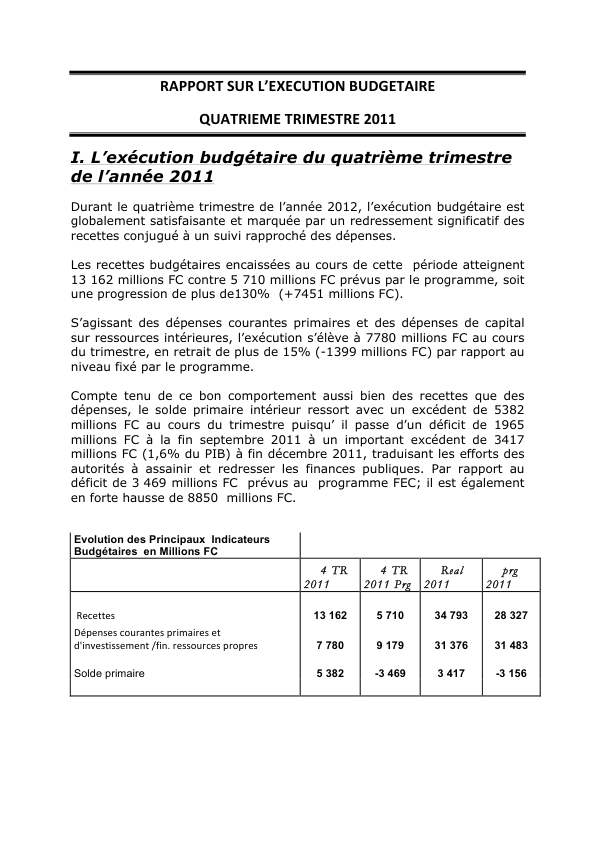 RAPPORT SUR L’EXECUTION BUDGETAIRE
QUATRIEME TRIMESTRE 2011
I. L’exécution budgétaire du quatrième trimestre
de l’année 2011
Durant le quatrième trimestre de l’année 2012, l’exécution budgétaire est
globalement satisfaisante et marquée par un redressement significatif des
recettes conjugué à un suivi rapproché des dépenses.
Les recettes budgétaires encaissées au cours de cette période atteignent
13 162 millions FC contre 5 710 millions FC prévus par le programme, soit
une progression de plus de130% (+7451 millions FC).
S’agissant des dépenses courantes primaires et des dépenses de capital
sur ressources intérieures, l’exécution s’élève à 7780 millions FC au cours
du trimestre, en retrait de plus de 15% (-1399 millions FC) par rapport au
niveau fixé par le programme.
Compte tenu de ce bon comportement aussi bien des recettes que des
dépenses, le solde primaire intérieur ressort avec un excédent de 5382
millions FC au cours du trimestre puisqu’ il passe d’un déficit de 1965
millions FC à la fin septembre 2011 à un important excédent de 3417
millions FC (1,6% du PIB) à fin décembre 2011, traduisant les efforts des
autorités à assainir et redresser les finances publiques. Par rapport au
déficit de 3 469 millions FC prévus au programme FEC; il est également
en forte hausse de 8850 millions FC.
Evolution des Principaux Indicateurs
Budgétaires en Millions FC
4 TR 4 TR Real prg
2011 2011 Prg 2011 2011
Recettes 13 162 5 710 34 793 28 327
Dépenses courantes primaires et
d'investissement /fin. ressources propres 7 780 9 179 31 376 31 483
Solde primaire 5 382 -3 469 3 417 -3 156